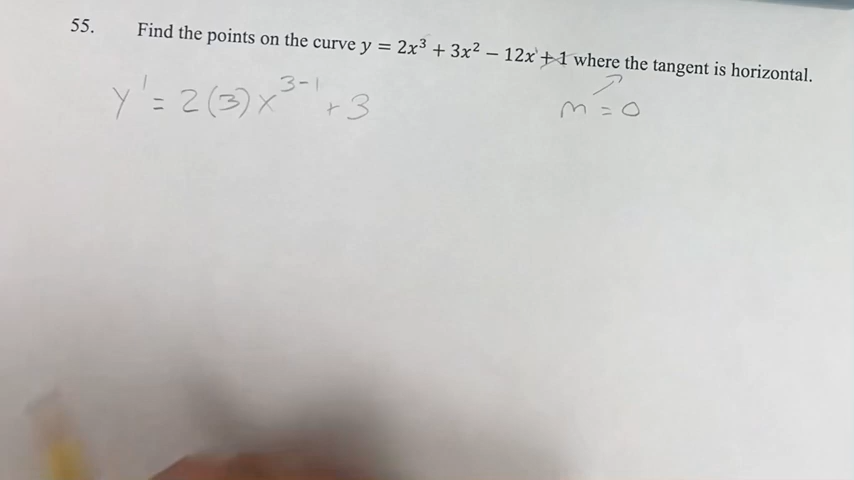 55. Find the points on the curve y = 2x³ + 3x² − 12x + 1 where the tangent is horizontal.
y' = 2(3)x³⁻¹ + 3
m = 0